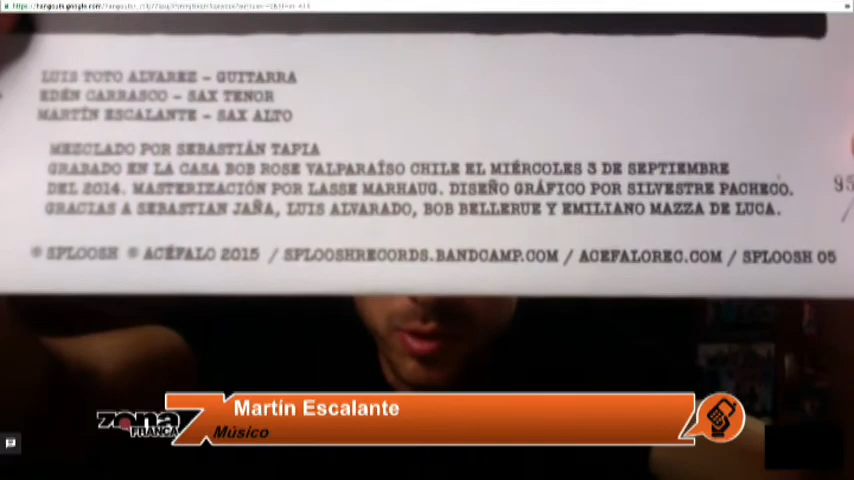 LUIS TOTO ALVAREZ – GUITARRA
EDÉN CARRASCO – SAX TENOR
MARTÍN ESCALANTE – SAX ALTO
MEZCLADO POR SEBASTIÁN TAPIA
GRABADO EN LA CASA BOB ROSE VALPARAÍSO CHILE EL MIÉRCOLES 3 DE SEPTIEMBRE
DEL 2014. MASTERIZACIÓN POR LASSE MARHAUG. DISEÑO GRÁFICO POR SILVESTRE PACHECO.
GRACIAS A SEBASTIAN JAÑA, LUIS ALVARADO, BOB BELLERUE Y EMILIANO MAZZA DE LUCA.
95
/
SPLOOSH ® ACÉFALO 2015 / SPLOOSHRECORDS.BANDCAMP.COM / ACEFALOREC.COM / SPLOOSH 05
Martín Escalante
Músico
zona
FRANCA